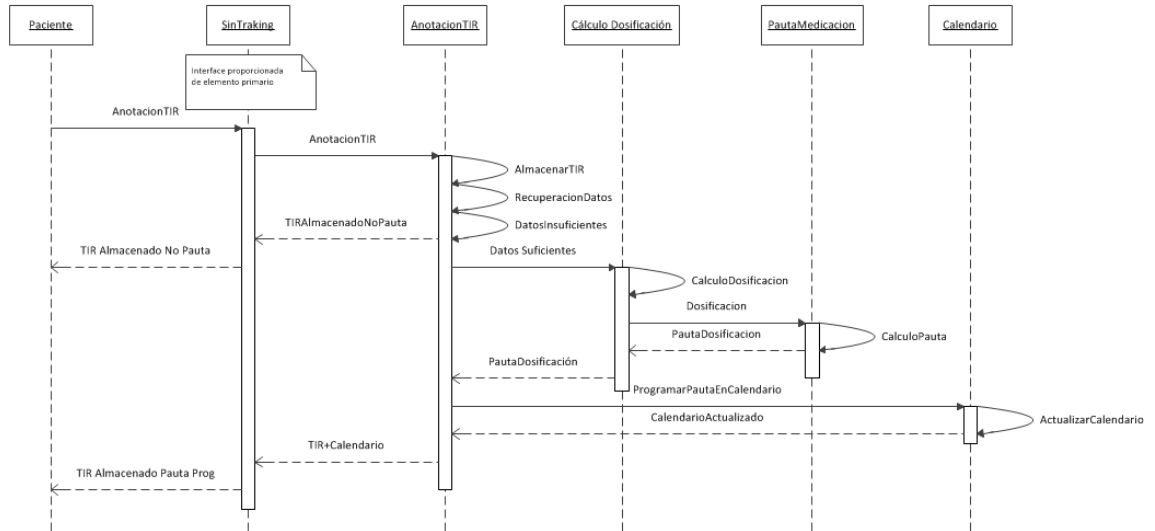 Paciente
SinTraking
AnotacionTIR
Cálculo Dosificación
PautaMedicacion
Calendario
Interface proporcionada
de elemento primario
AnotacionTIR
AnotacionTIR
AlmacenarTIR
RecuperacionDatos
DatosInsuficientes
TIRAlmacenadoNoPauta
TIR Almacenado No Pauta
Datos Suficientes
CalculoDosificacion
Dosificacion
PautaDosificacion
CalculoPauta
PautaDosificación
ProgramarPautaEnCalendario
CalendarioActualizado
ActualizarCalendario
TIR+Calendario
TIR Almacenado Pauta Prog